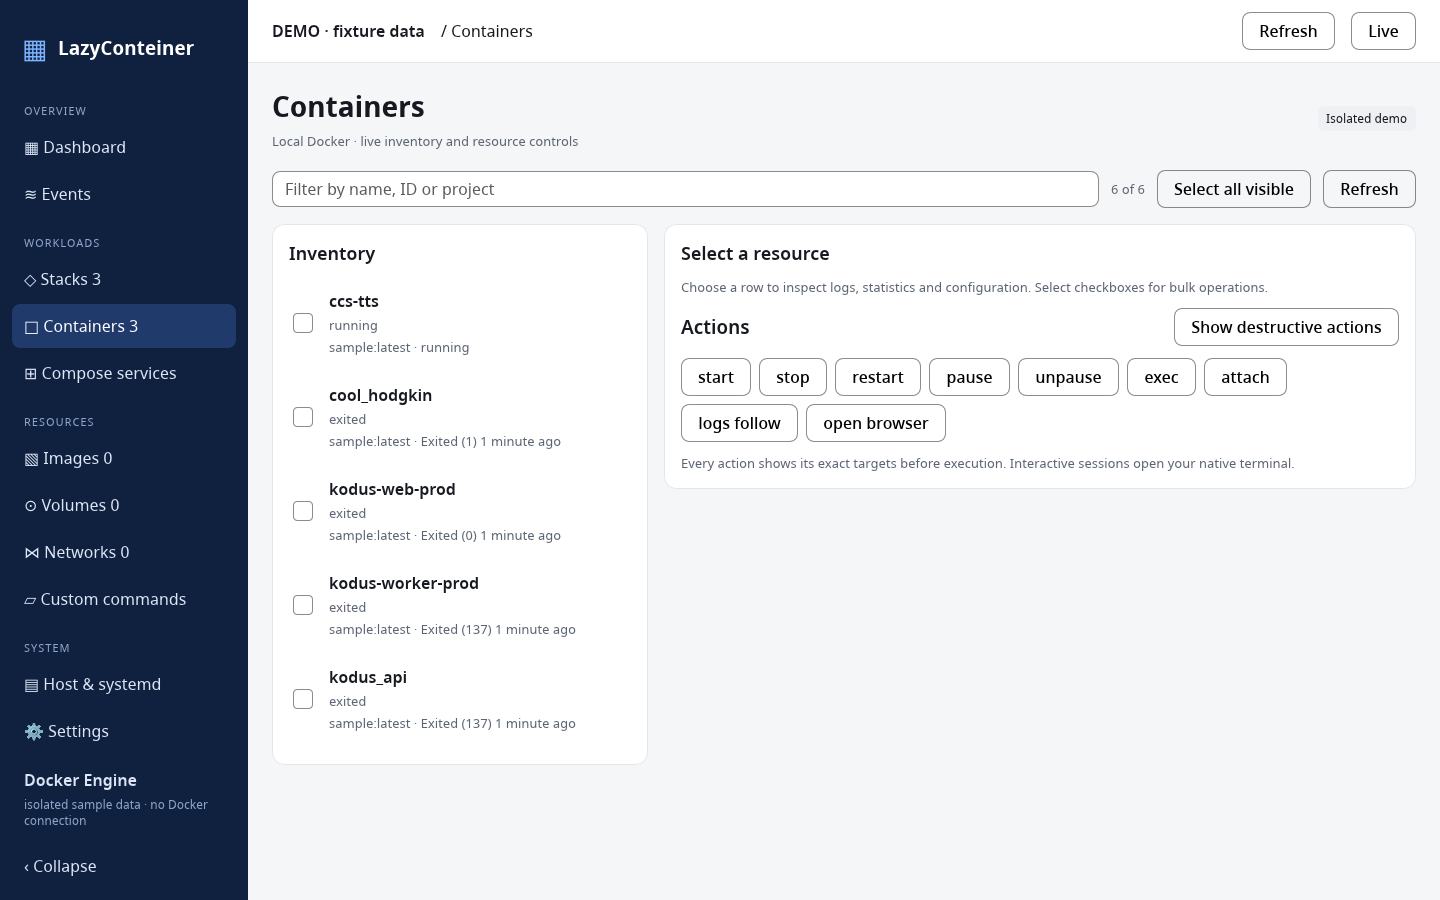 LazyConteiner
OVERVIEW
Dashboard
Events
WORKLOADS
Stacks 3
Containers 3
Compose services
RESOURCES
Images 0
Volumes 0
Networks 0
Custom commands
SYSTEM
Host & systemd
Settings
Docker Engine
isolated sample data · no Docker
connection
‹ Collapse
DEMO · fixture data / Containers
Refresh
Live
Containers
Local Docker · live inventory and resource controls
Isolated demo
Filter by name, ID or project
6 of 6
Select all visible
Refresh
Inventory
ccs-tts
running
sample:latest · running
cool_hodgkin
exited
sample:latest · Exited (1) 1 minute ago
kodus-web-prod
exited
sample:latest · Exited (0) 1 minute ago
kodus-worker-prod
exited
sample:latest · Exited (137) 1 minute ago
kodus_api
exited
sample:latest · Exited (137) 1 minute ago
Select a resource
Choose a row to inspect logs, statistics and configuration. Select checkboxes for bulk operations.
Actions
Show destructive actions
start
stop
restart
pause
unpause
exec
attach
logs follow
open browser
Every action shows its exact targets before execution. Interactive sessions open your native terminal.